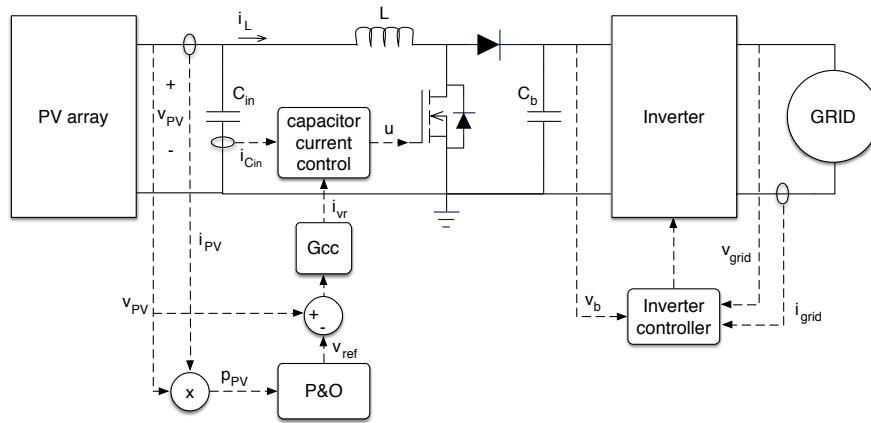 i_L
L
PV array
+
v_PV
-
C_in
i_Cin
capacitor
current
control
u
C_b
Inverter
GRID
i_vr
i_PV
Gcc
v_PV
+
-
v_ref
x
p_PV
P&O
v_b
Inverter
controller
v_grid
i_grid